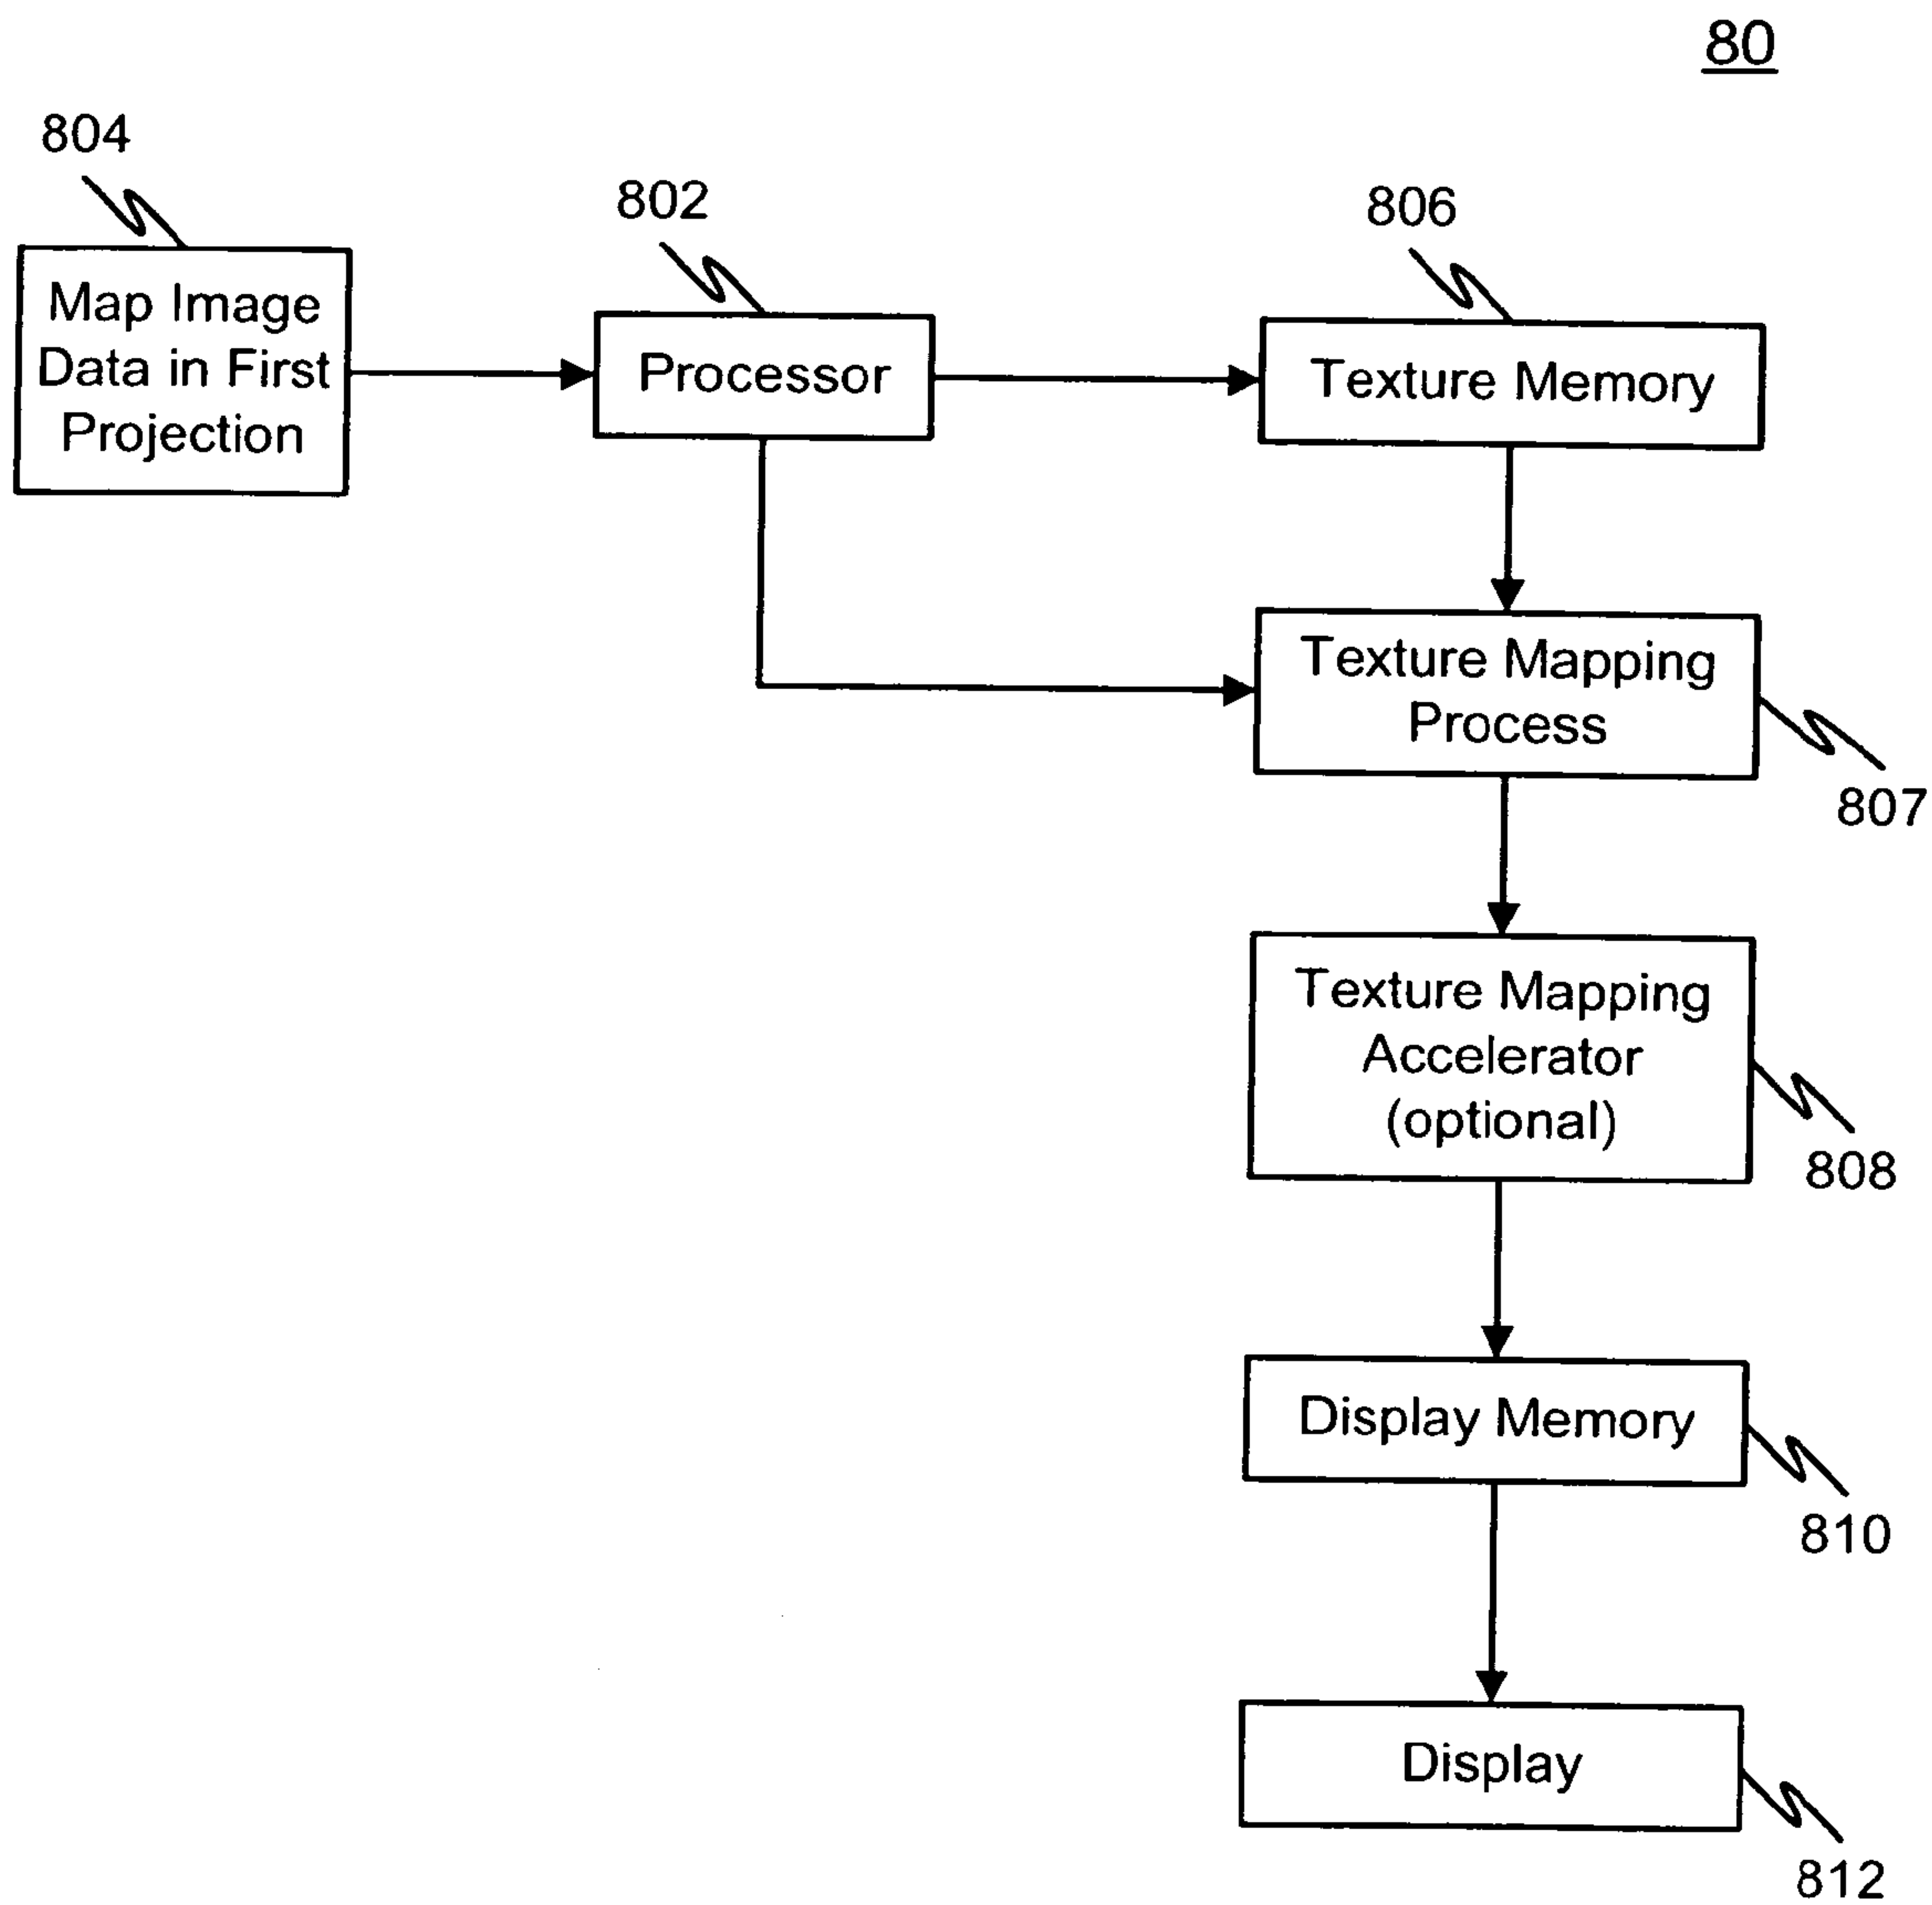 80
804
802
806
Map Image
Data in First
Projection
Processor
Texture Memory
Texture Mapping
Process
807
Texture Mapping
Accelerator
(optional)
808
Display Memory
810
Display
812